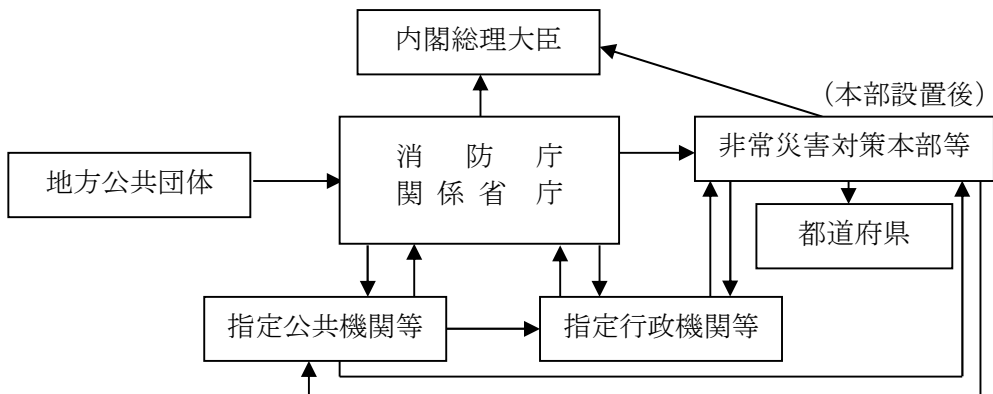 内閣総理大臣
（本部設置後）
消防庁
関係省庁
非常災害対策本部等
地方公共団体
都道府県
指定公共機関等
指定行政機関等